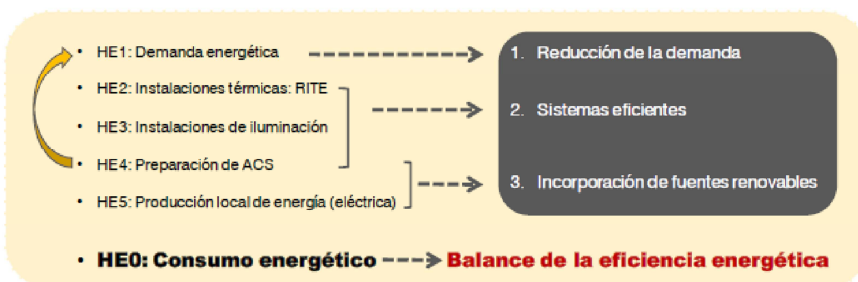 • HE1: Demanda energética
• HE2: Instalaciones térmicas: RITE
• HE3: Instalaciones de iluminación
• HE4: Preparación de ACS
• HE5: Producción local de energía (eléctrica)
1. Reducción de la demanda
2. Sistemas eficientes
3. Incorporación de fuentes renovables
• HE0: Consumo energético Balance de la eficiencia energética